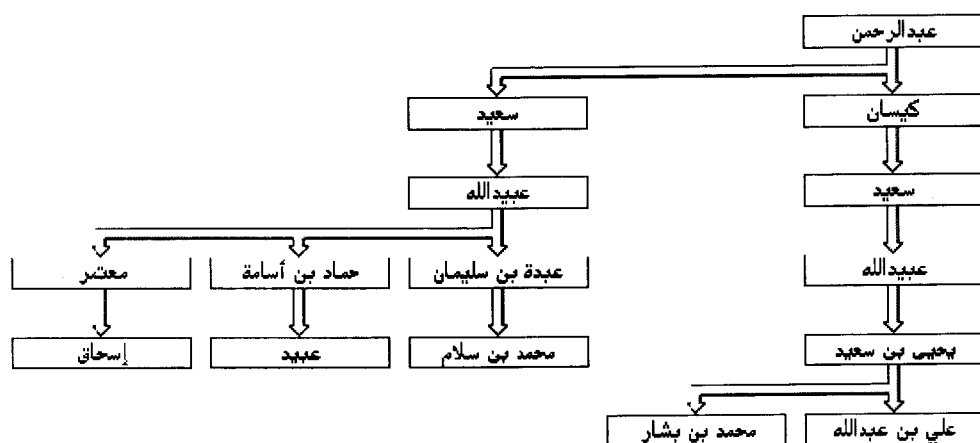 عبدالرحمن
كيسان
سعيد
سعيد
عبيدالله
عبيدالله
عبدة بن سليمان
حماد بن أسامة
معتمر
يحيى بن سعيد
محمد بن سلام
عبيد
إسحاق
علي بن عبدالله
محمد بن بشار